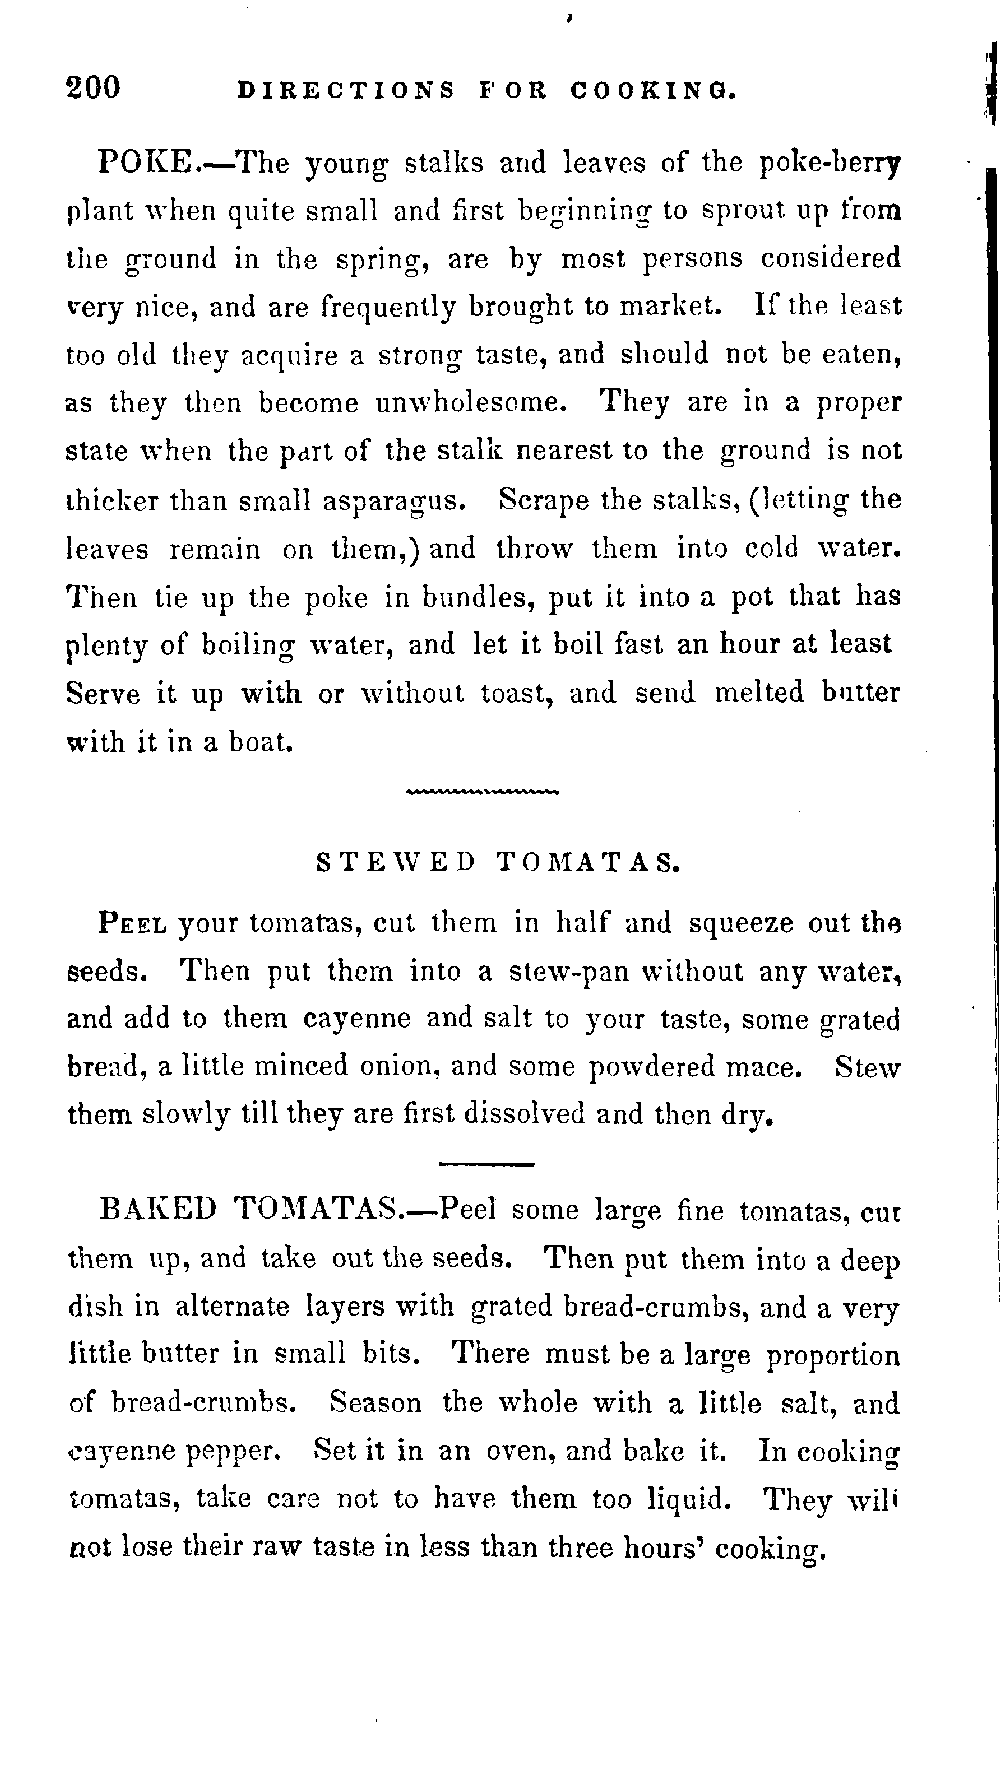 200 DIRECTIONS FOR COOKING.
POKE.—The young stalks and leaves of the poke-berry
plant when quite small and first beginning to sprout up from
the ground in the spring, are by most persons considered
very nice, and are frequently brought to market. If the least
too old they acquire a strong taste, and should not be eaten,
as they then become unwholesome. They are in a proper
state when the part of the stalk nearest to the ground is not
thicker than small asparagus. Scrape the stalks, (letting the
leaves remain on them,) and throw them into cold water.
Then tie up the poke in bundles, put it into a pot that has
plenty of boiling water, and let it boil fast an hour at least
Serve it up with or without toast, and send melted butter
with it in a boat.
STEWED TOMATAS.
PEEL your tomatas, cut them in half and squeeze out the
seeds. Then put them into a stew-pan without any water,
and add to them cayenne and salt to your taste, some grated
bread, a little minced onion, and some powdered mace. Stew
them slowly till they are first dissolved and then dry.
BAKED TOMATAS.—Peel some large fine tomatas, cut
them up, and take out the seeds. Then put them into a deep
dish in alternate layers with grated bread-crumbs, and a very
little butter in small bits. There must be a large proportion
of bread-crumbs. Season the whole with a little salt, and
cayenne pepper. Set it in an oven, and bake it. In cooking
tomatas, take care not to have them too liquid. They will
not lose their raw taste in less than three hours' cooking.